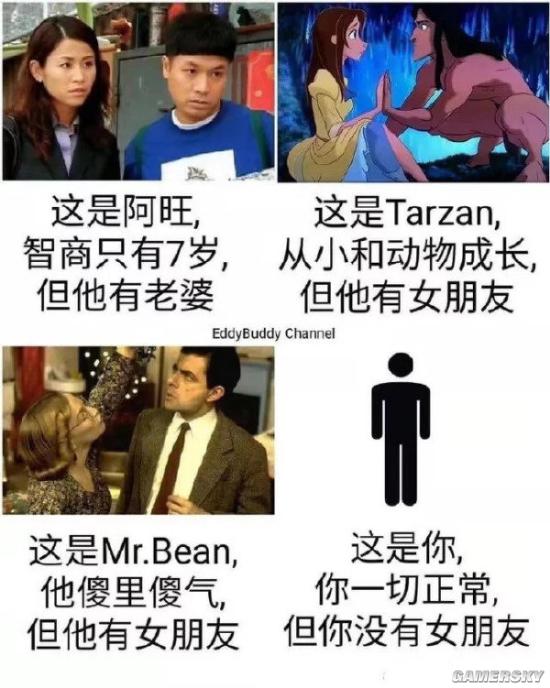 这是阿旺,
智商只有7岁,
但他有老婆
这是Tarzan,
从小和动物成长,
但他有女朋友
EddyBuddy Channel
这是Mr.Bean,
他傻里傻气,
但他有女朋友
这是你,
你一切正常,
但你没有女朋友
GAMERSKY